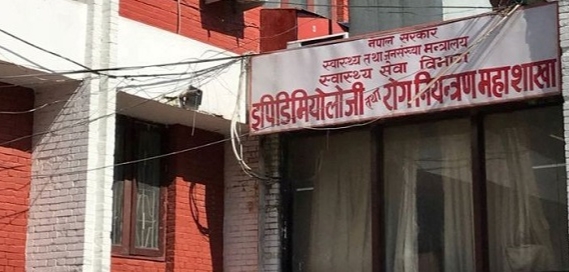 नेपाल सरकार
स्वास्थ्य तथा जनसंख्या मन्त्रालय
स्वास्थ्य सेवा विभाग
इपिडिमियोलोजी तथा रोग नियन्त्रण महाशाखा